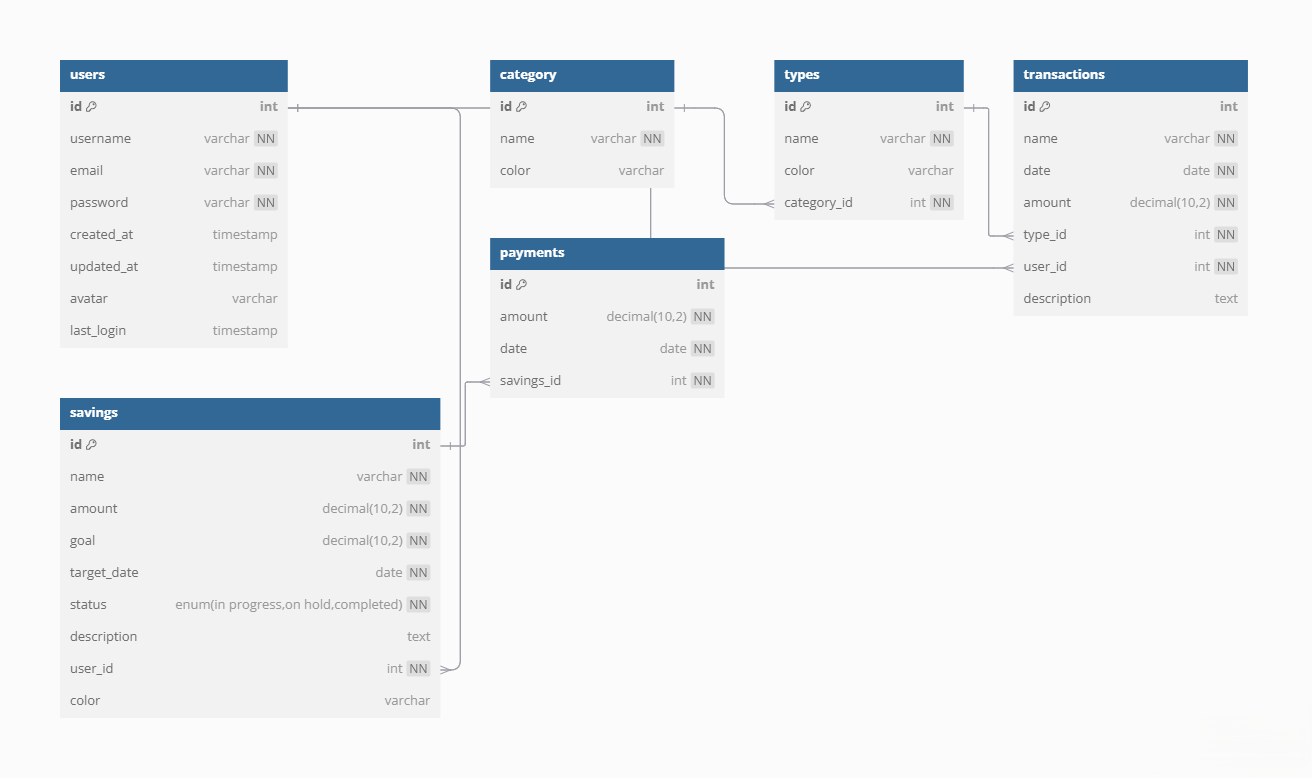 users
id int
username varchar NN
email varchar NN
password varchar NN
created_at timestamp
updated_at timestamp
avatar varchar
last_login timestamp
category
id int
name varchar NN
color varchar
types
id int
name varchar NN
color varchar
category_id int NN
transactions
id int
name varchar NN
date date NN
amount decimal(10,2) NN
type_id int NN
user_id int NN
description text
payments
id int
amount decimal(10,2) NN
date date NN
savings_id int NN
savings
id int
name varchar NN
amount decimal(10,2) NN
goal decimal(10,2) NN
target_date date NN
status enum(in progress,on hold,completed) NN
description text
user_id int NN
color varchar